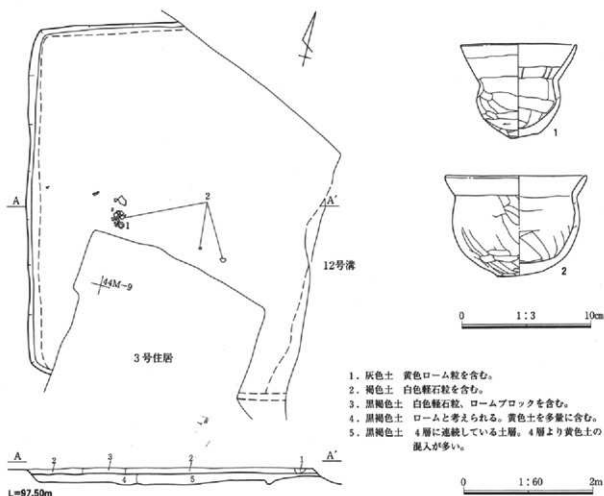 1
2
A
2
1
A′
12号溝
44M-9
3号住居
0 1:3 10cm
1. 灰色土 黄色ローム粒を含む。
2. 褐色土 白色軽石粒を含む。
3. 黒褐色土 白色軽石粒、ロームブロックを含む。
4. 黒褐色土 ロームと考えられる。黄色土を多量に含む。
5. 黒褐色土 4層に連続している土層。4層より黄色土の
混入が多い。
A 2 3 2 1 A′
4 5
L=97.50m
0 1:60 2m